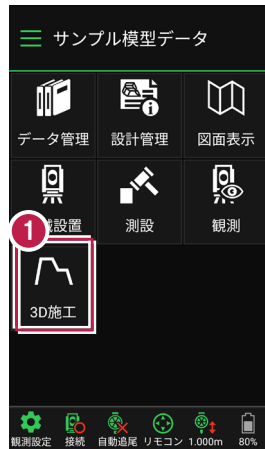 サンプル模型データ
データ管理 設計管理 図面表示
設置 測設 観測
1
3D施工
観測設定 接続 自動追尾 リモコン 1.000m 80%